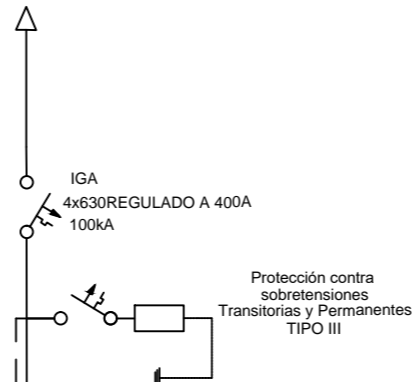 IGA
4x630REGULADO A 400A
100kA
Protección contra
sobretensiones
Transitorias y Permanentes
TIPO III